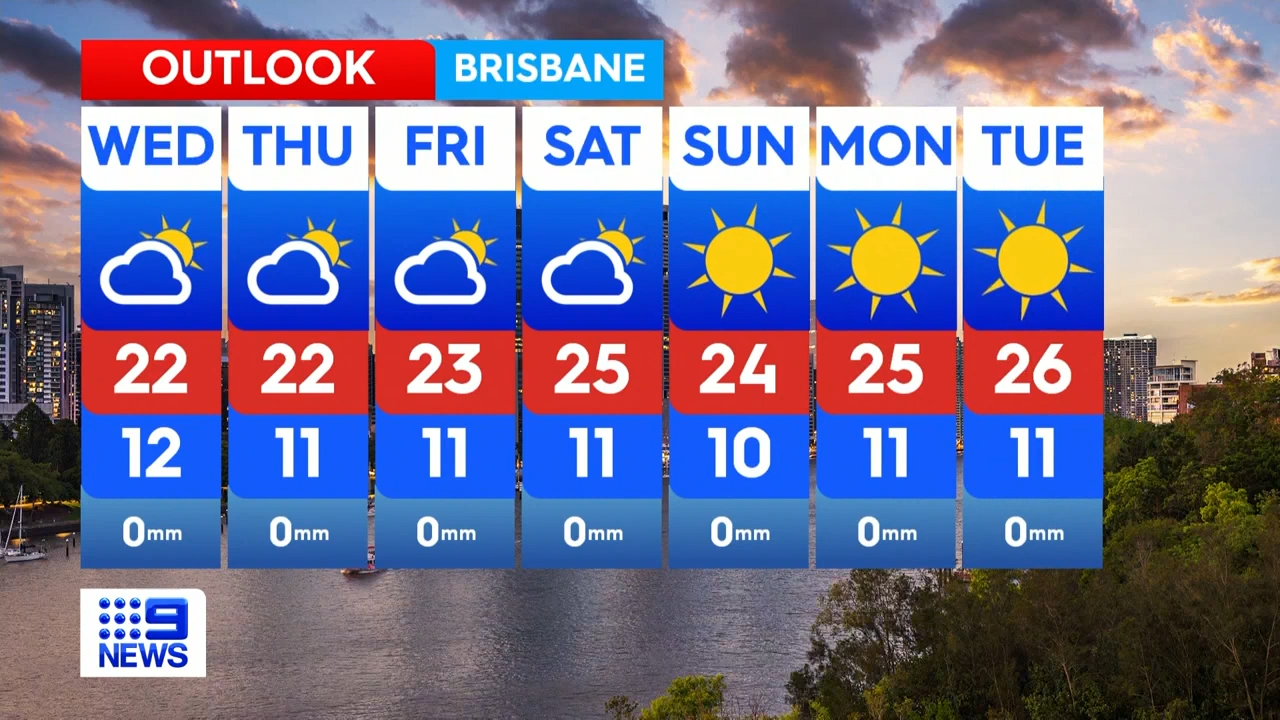 OUTLOOK BRISBANE
WED THU FRI SAT SUN MON TUE
22 22 23 25 24 25 26
12 11 11 11 10 11 11
0mm 0mm 0mm 0mm 0mm 0mm 0mm
9
NEWS